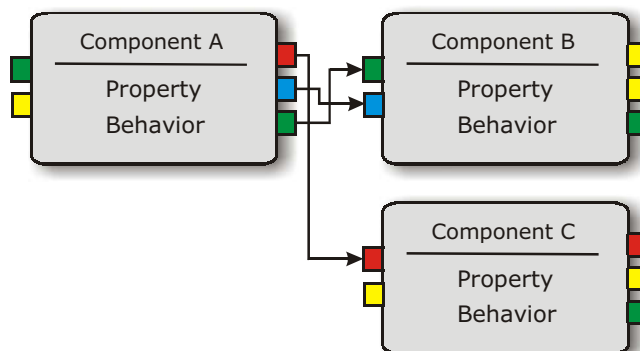 Component A
Property
Behavior
Component B
Property
Behavior
Component C
Property
Behavior